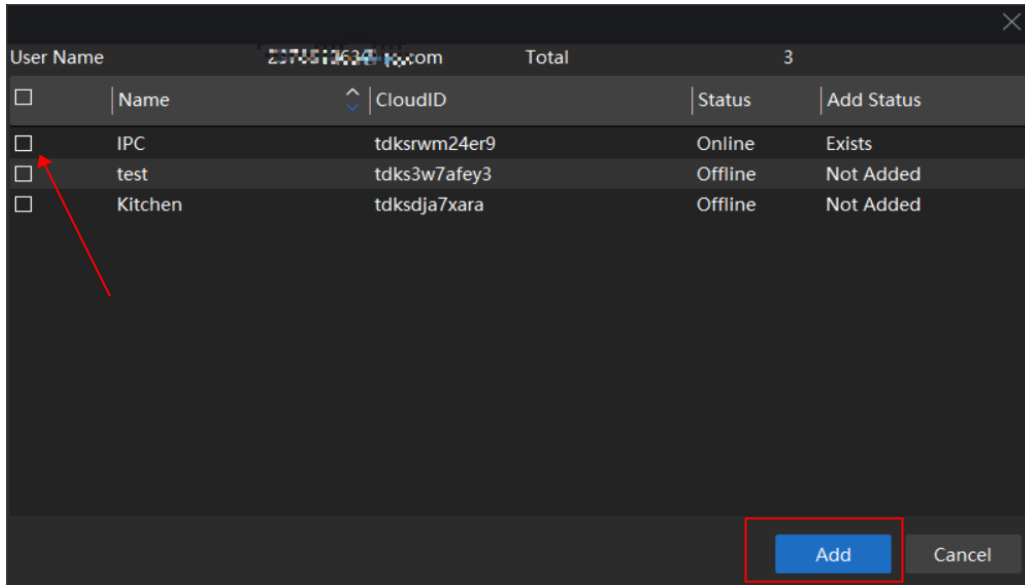 User Name .com Total 3
Name CloudID Status Add Status
IPC tdksrwm24er9 Online Exists
test tdks3w7afey3 Offline Not Added
Kitchen tdksdja7xara Offline Not Added
Add Cancel